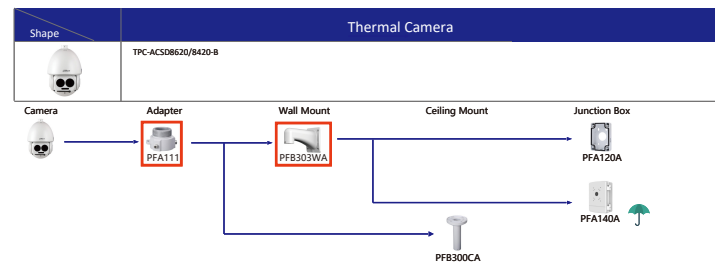 Shape
Thermal Camera
TPC-ACSD8620/8420-B
Camera
Adapter
Wall Mount
Ceiling Mount
Junction Box
PFA111
PFB303WA
PFA120A
PFA140A
PFB300CA